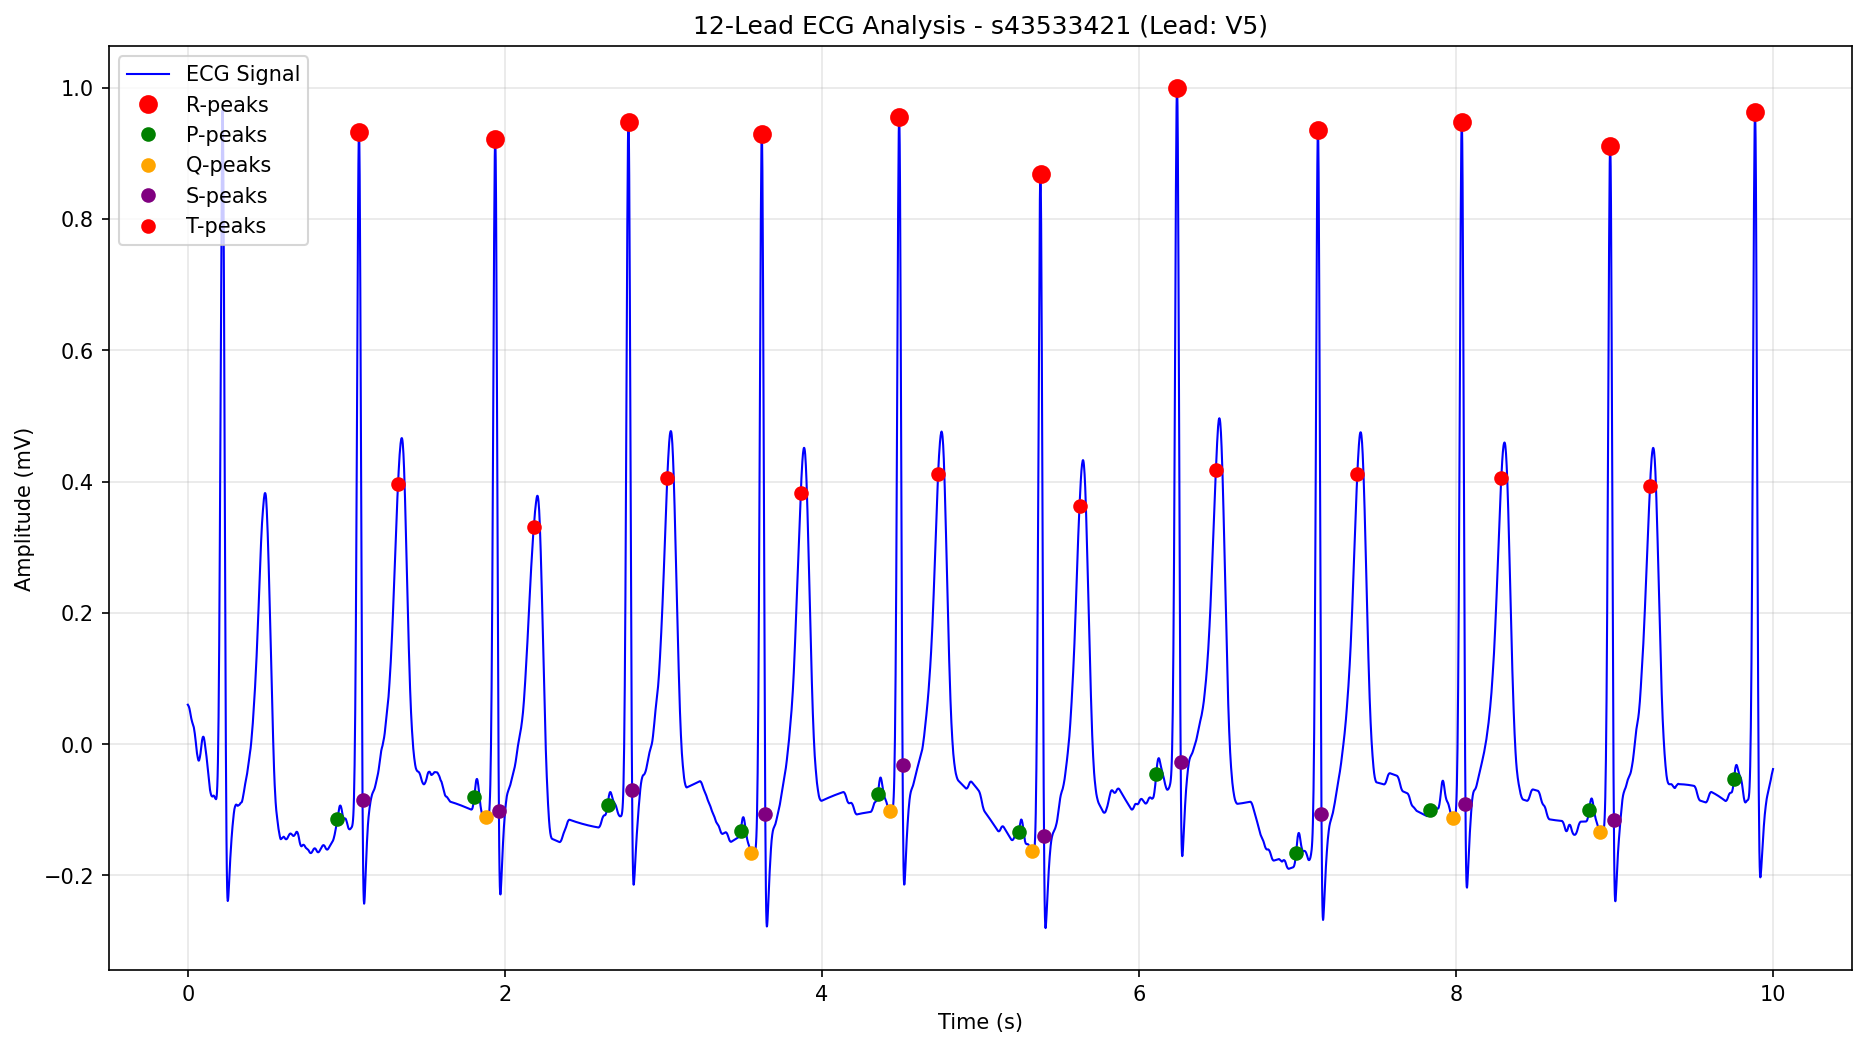 12-Lead ECG Analysis - s43533421 (Lead: V5)
ECG Signal
R-peaks
P-peaks
Q-peaks
S-peaks
T-peaks
Amplitude (mV)
1.0
0.8
0.6
0.4
0.2
0.0
−0.2
0 2 4 6 8 10
Time (s)